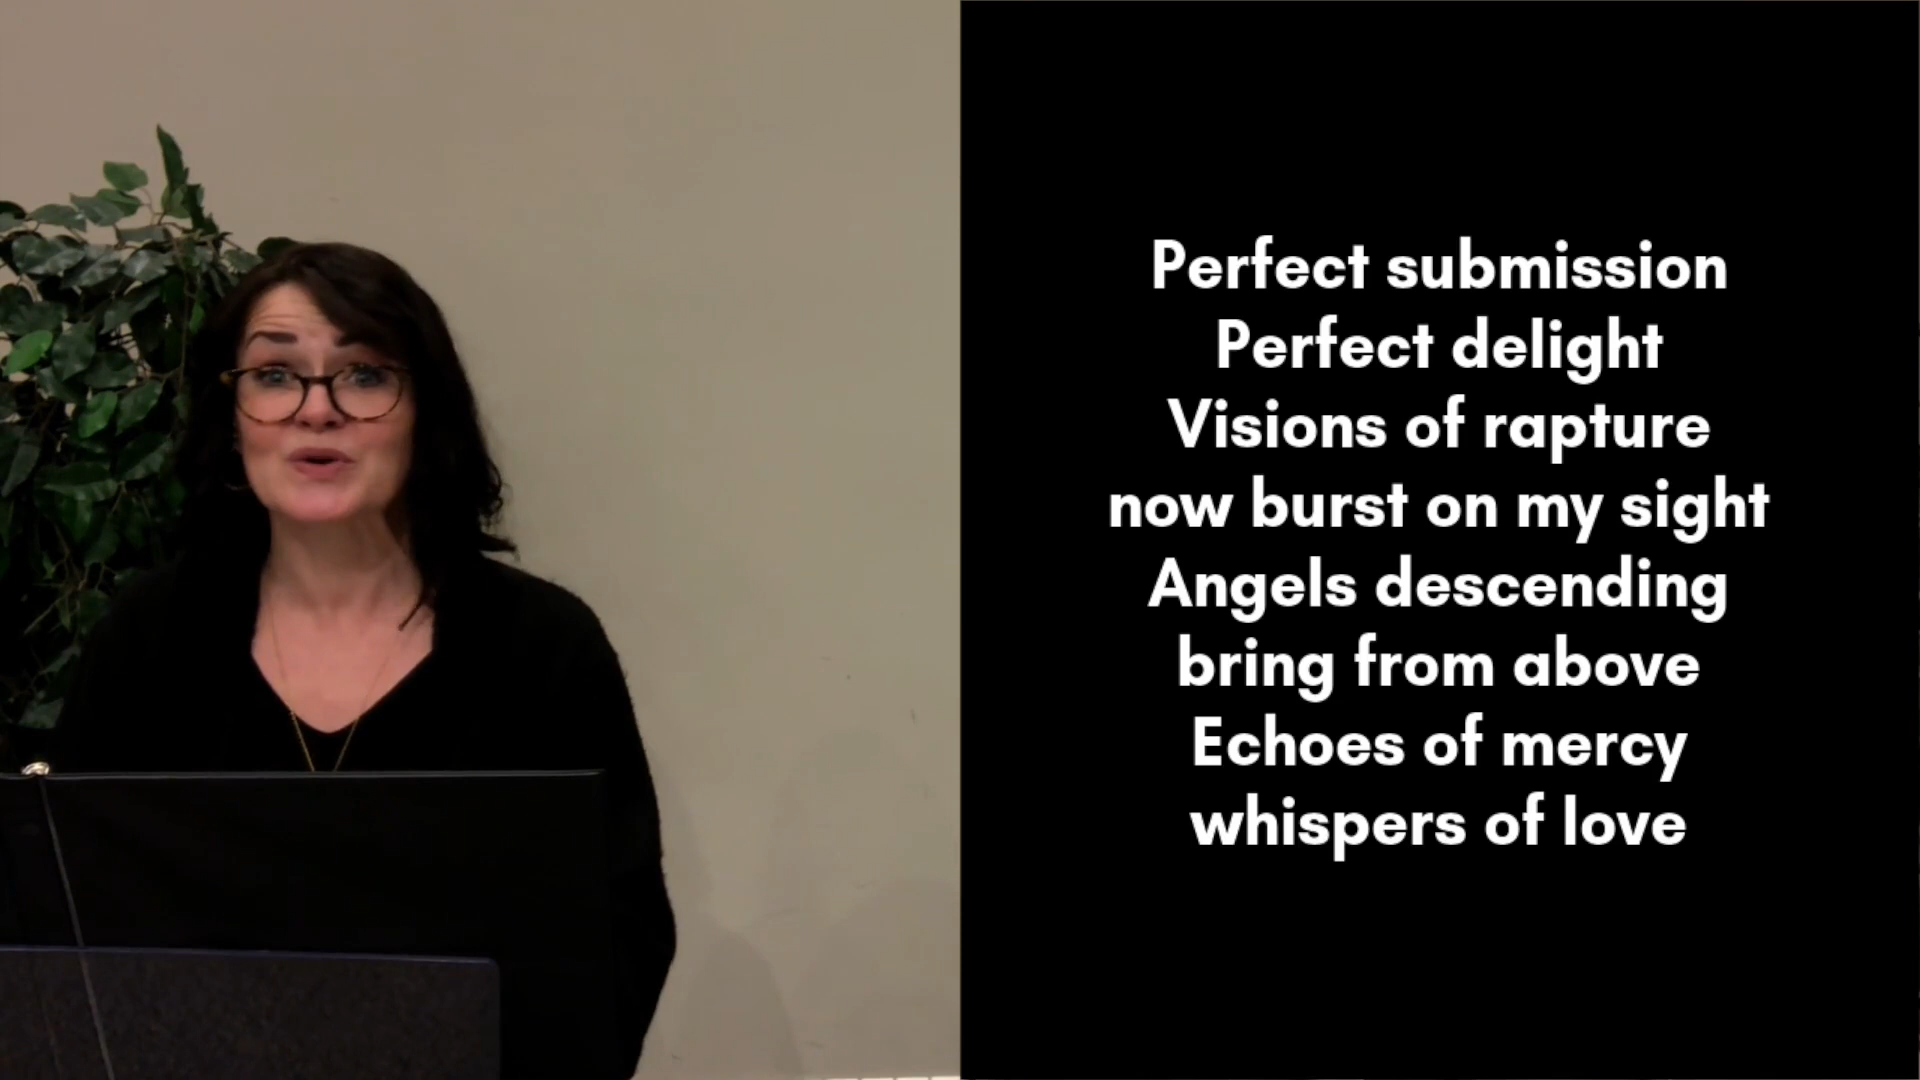 Perfect submission
Perfect delight
Visions of rapture
now burst on my sight
Angels descending
bring from above
Echoes of mercy
whispers of love